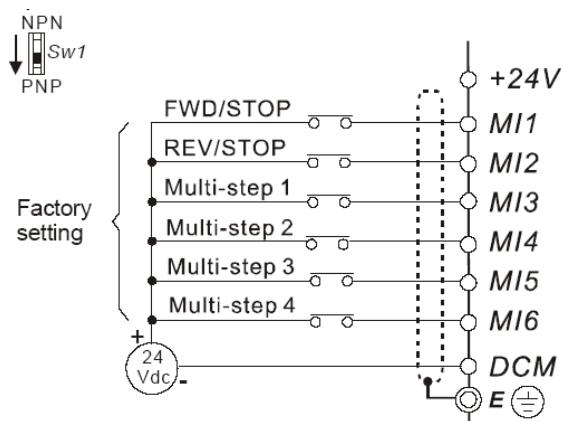 NPN
Sw1
PNP
+24V
FWD/STOP
MI1
REV/STOP
MI2
Multi-step 1
MI3
Factory
setting
Multi-step 2
MI4
Multi-step 3
MI5
Multi-step 4
MI6
+
24
Vdc
-
DCM
E